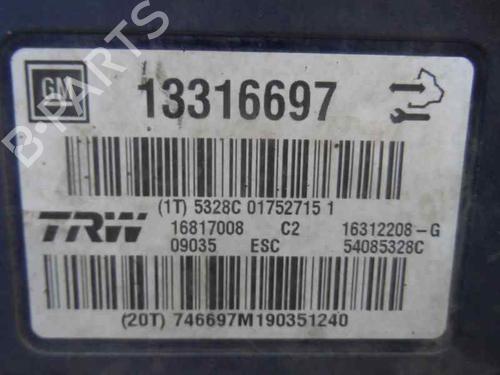 GM
13316697
(1T) 5328C 01752715 1
TRW
16817008 C2 16312208-G
09035 ESC 54085328C
(20T) 746697M190351240
B-PARTS